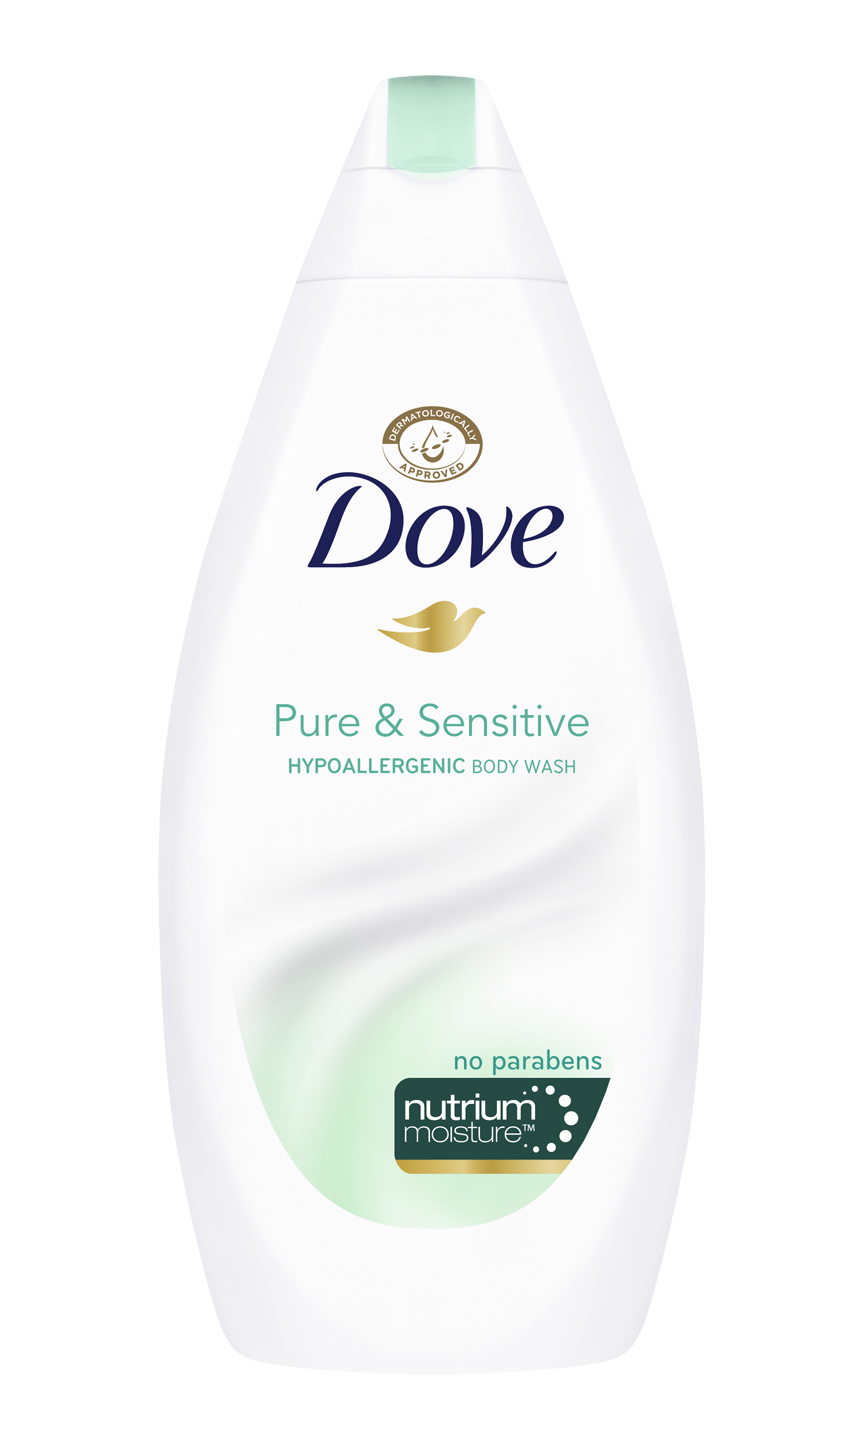 DERMATOLOGICALLY
APPROVED
Dove
Pure & Sensitive
HYPOALLERGENIC BODY WASH
no parabens
nutrium
moisture™